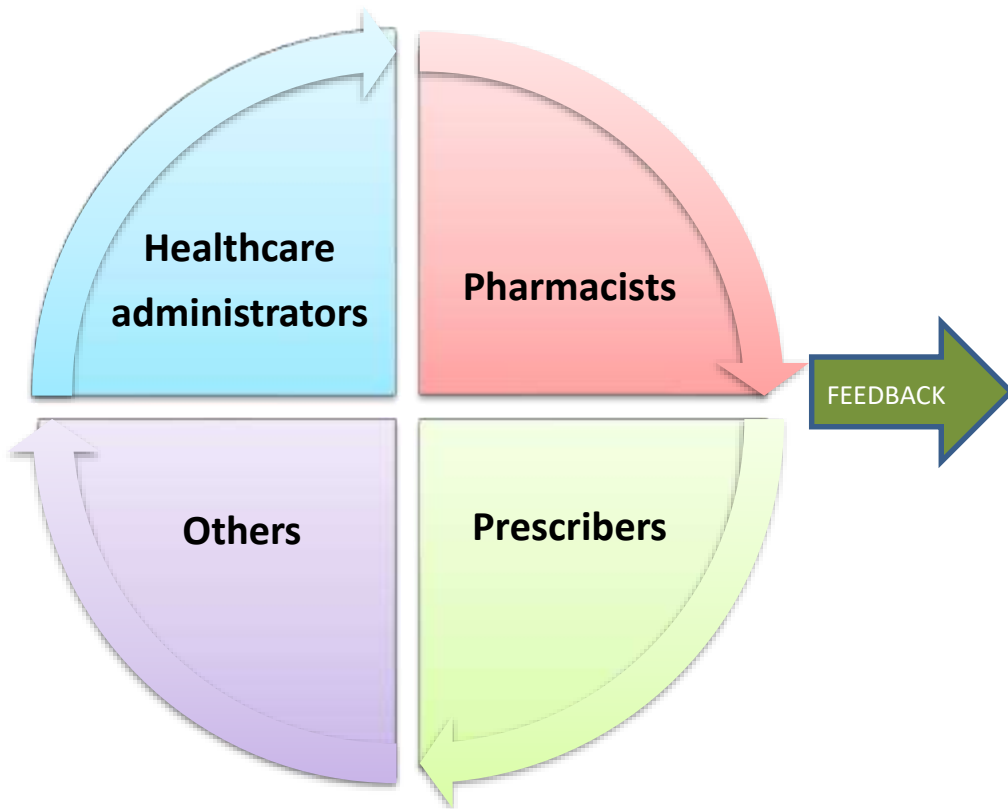 Healthcare
administrators
Pharmacists
FEEDBACK
Others
Prescribers